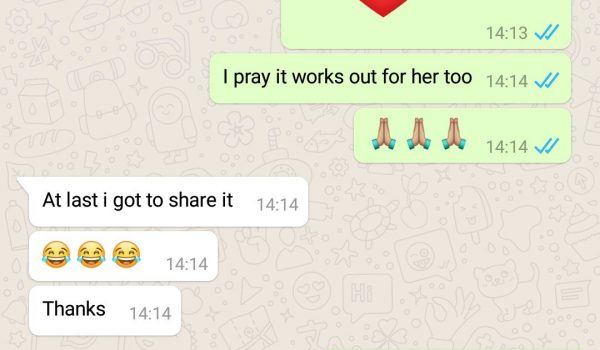 14:13
I pray it works out for her too 14:14
🙏🏼🙏🏼🙏🏼 14:14
At last i got to share it 14:14
😂😂😂 14:14
Thanks 14:14